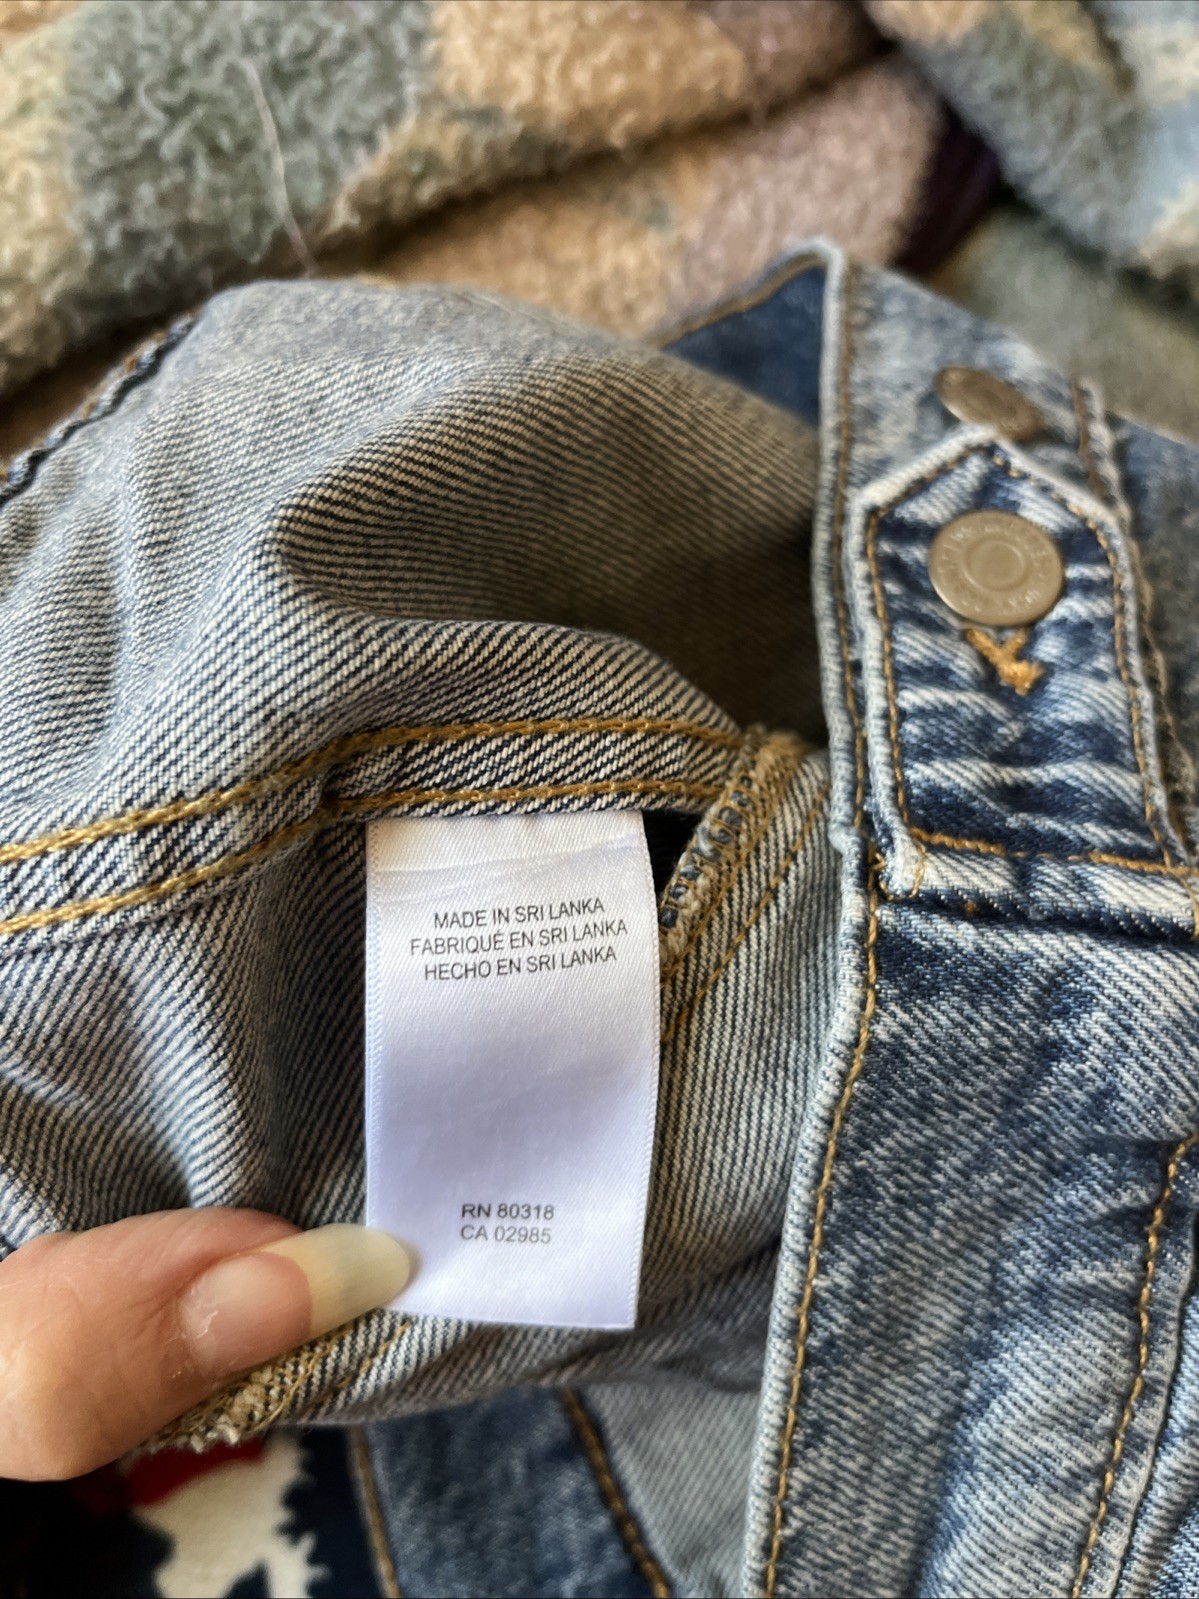 MADE IN SRI LANKA
FABRIQUÉ EN SRI LANKA
HECHO EN SRI LANKA
RN 80318
CA 02985